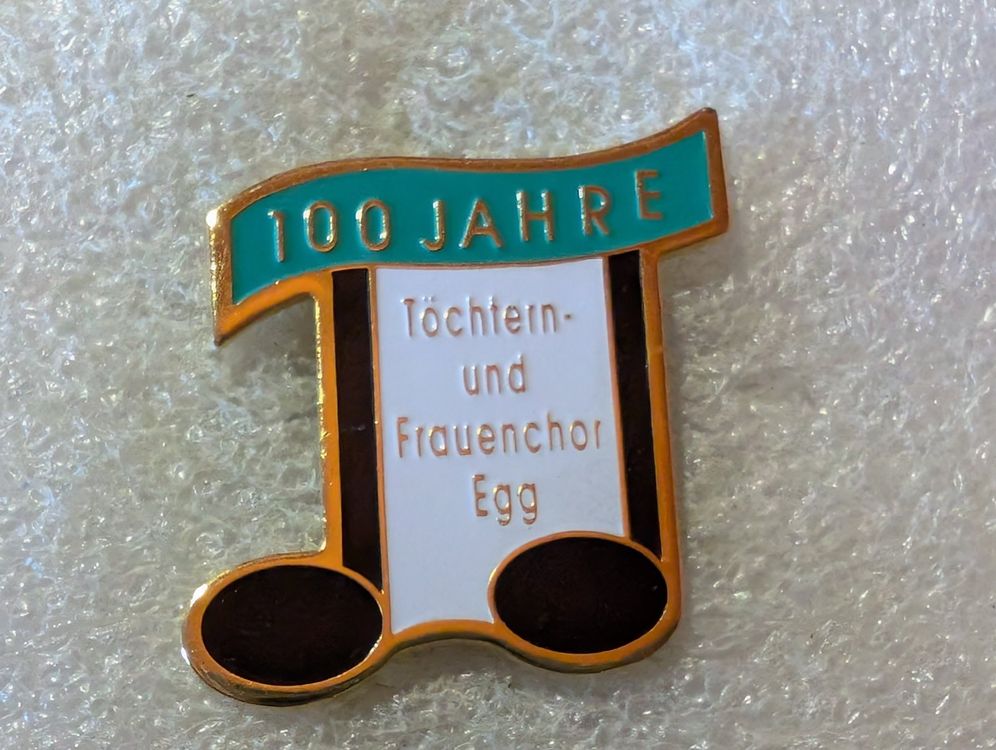 100 JAHRE
Töchtern-
und
Frauenchor
Egg